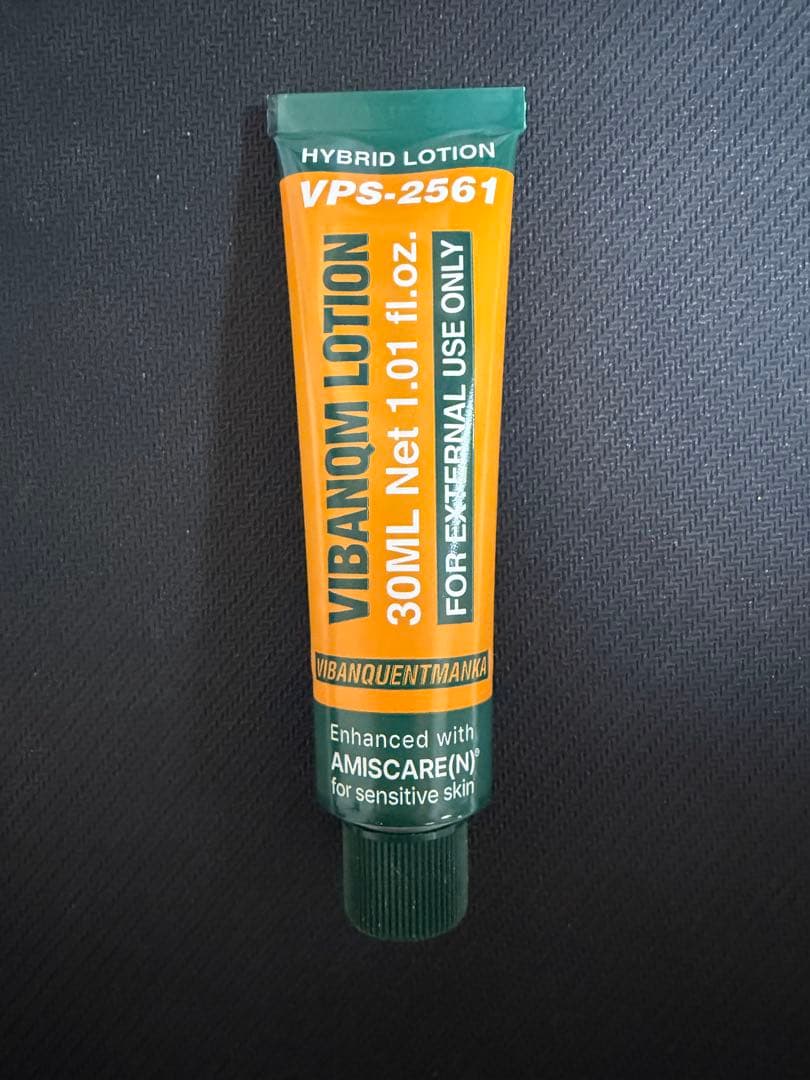 HYBRID LOTION
VPS-2561
VIBANQM LOTION
30ML Net 1.01 fl.oz.
FOR EXTERNAL USE ONLY
VIBANQUENTMANKA
Enhanced with
AMISCARE(N)®
for sensitive skin